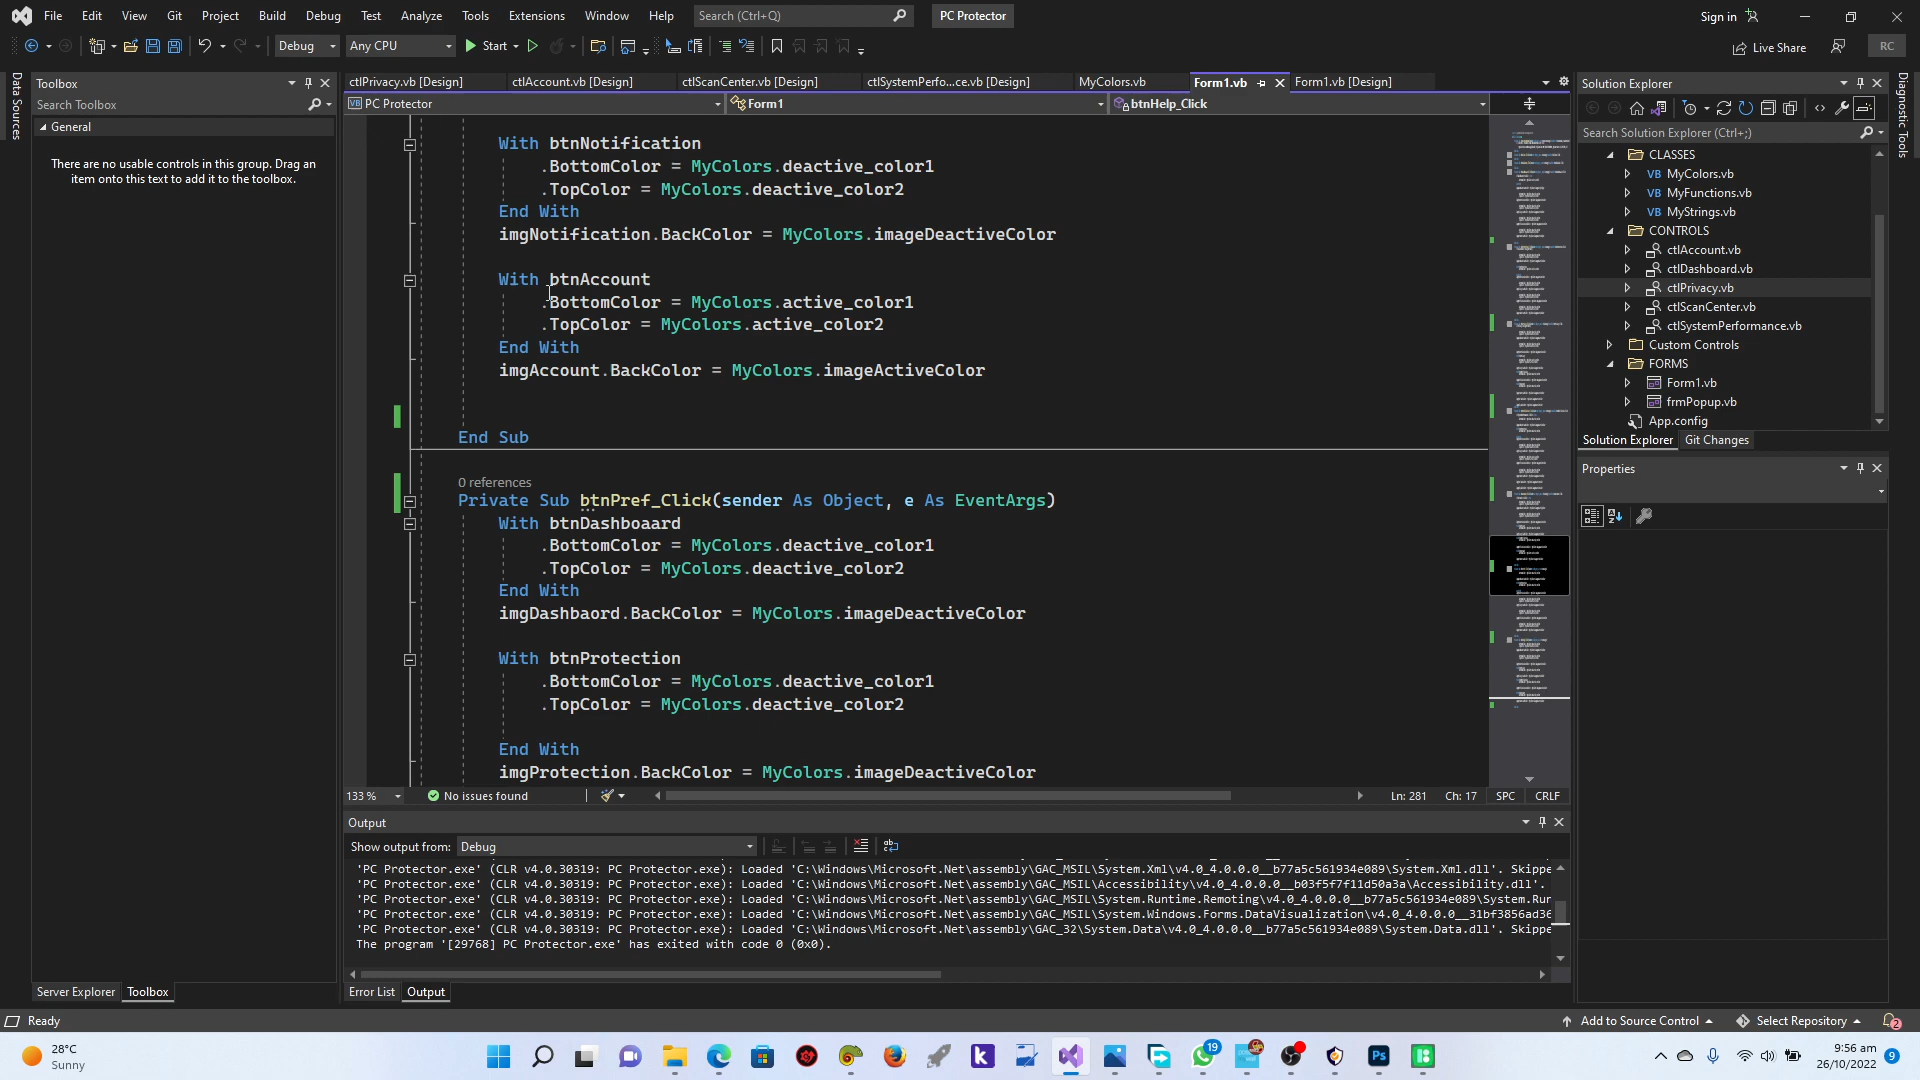 File Edit View Git Project Build Debug Test Analyze Tools Extensions Window Help Search (Ctrl+Q) PC Protector Sign in
Debug Any CPU Start Live Share RC
Data Sources
Toolbox
Search Toolbox
General
There are no usable controls in this group. Drag an
item onto this text to add it to the toolbox.
Server Explorer Toolbox
ctlPrivacy.vb [Design] ctlAccount.vb [Design] ctlScanCenter.vb [Design] ctlSystemPerfo...ce.vb [Design] MyColors.vb Form1.vb Form1.vb [Design]
PC Protector Form1 btnHelp_Click
With btnNotification
.BottomColor = MyColors.deactive_color1
.TopColor = MyColors.deactive_color2
End With
imgNotification.BackColor = MyColors.imageDeactiveColor
With btnAccount
.BottomColor = MyColors.active_color1
.TopColor = MyColors.active_color2
End With
imgAccount.BackColor = MyColors.imageActiveColor
End Sub
0 references
Private Sub btnPref_Click(sender As Object, e As EventArgs)
With btnDashboaard
.BottomColor = MyColors.deactive_color1
.TopColor = MyColors.deactive_color2
End With
imgDashbaord.BackColor = MyColors.imageDeactiveColor
With btnProtection
.BottomColor = MyColors.deactive_color1
.TopColor = MyColors.deactive_color2
End With
imgProtection.BackColor = MyColors.imageDeactiveColor
133 % No issues found Ln: 281 Ch: 17 SPC CRLF
Output
Show output from: Debug
'PC Protector.exe' (CLR v4.0.30319: PC Protector.exe): Loaded 'C:\Windows\Microsoft.Net\assembly\GAC_MSIL\System.Xml\v4.0_4.0.0.0__b77a5c561934e089\System.Xml.dll'. Skippe
'PC Protector.exe' (CLR v4.0.30319: PC Protector.exe): Loaded 'C:\Windows\Microsoft.Net\assembly\GAC_MSIL\Accessibility\v4.0_4.0.0.0__b03f5f7f11d50a3a\Accessibility.dll'.
'PC Protector.exe' (CLR v4.0.30319: PC Protector.exe): Loaded 'C:\Windows\Microsoft.Net\assembly\GAC_MSIL\System.Runtime.Remoting\v4.0_4.0.0.0__b77a5c561934e089\System.Run
'PC Protector.exe' (CLR v4.0.30319: PC Protector.exe): Loaded 'C:\Windows\Microsoft.Net\assembly\GAC_MSIL\System.Windows.Forms.DataVisualization\v4.0_4.0.0.0__31bf3856ad36
'PC Protector.exe' (CLR v4.0.30319: PC Protector.exe): Loaded 'C:\Windows\Microsoft.Net\assembly\GAC_32\System.Data\v4.0_4.0.0.0__b77a5c561934e089\System.Data.dll'. Skippe
The program '[29768] PC Protector.exe' has exited with code 0 (0x0).
Error List Output
Solution Explorer
Search Solution Explorer (Ctrl+;)
CLASSES
VB MyColors.vb
VB MyFunctions.vb
VB MyStrings.vb
CONTROLS
ctlAccount.vb
ctlDashboard.vb
ctlPrivacy.vb
ctlScanCenter.vb
ctlSystemPerformance.vb
Custom Controls
FORMS
Form1.vb
frmPopup.vb
App.config
Solution Explorer Git Changes
Properties
Diagnostic Tools
Ready Add to Source Control Select Repository 2
28°C
Sunny
19
Ps
9:56 am
26/10/2022
9